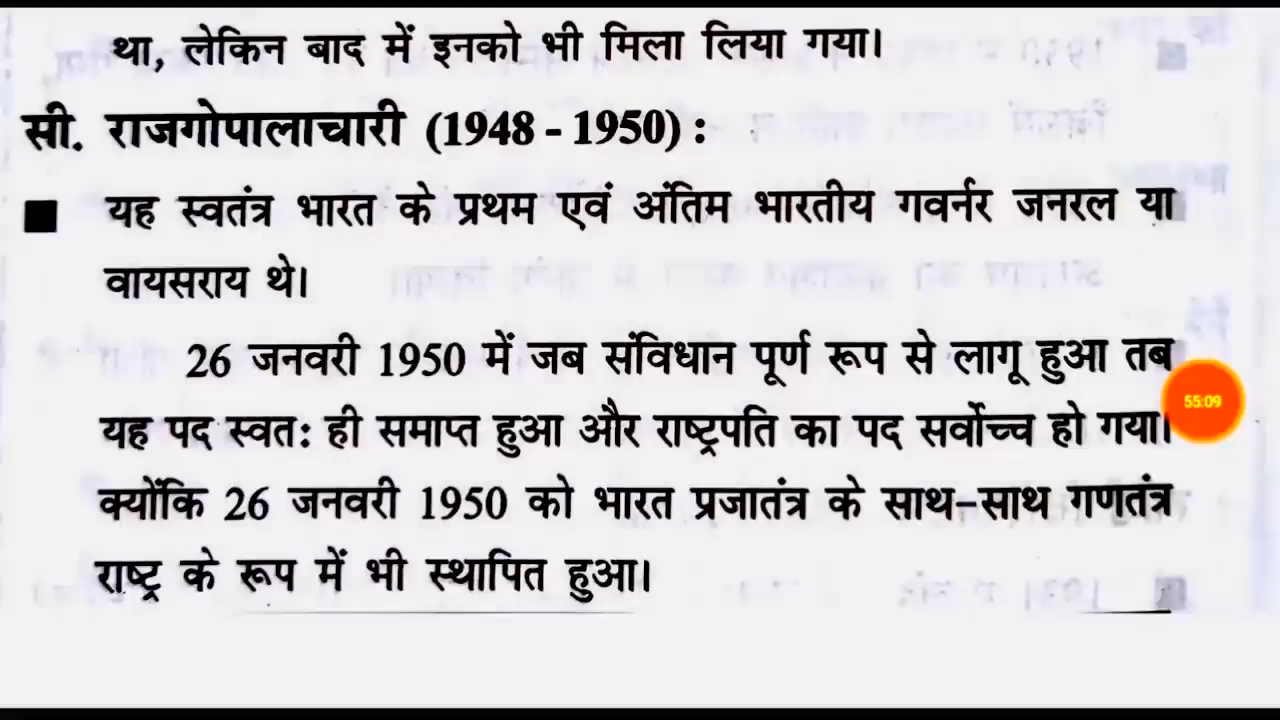 था, लेकिन बाद में इनको भी मिला लिया गया।
सी. राजगोपालाचारी (1948 - 1950) :
■ यह स्वतंत्र भारत के प्रथम एवं अंतिम भारतीय गवर्नर जनरल या
वायसराय थे।
26 जनवरी 1950 में जब संविधान पूर्ण रूप से लागू हुआ तब
यह पद स्वत: ही समाप्त हुआ और राष्ट्रपति का पद सर्वोच्च हो गया।
55:09
क्योंकि 26 जनवरी 1950 को भारत प्रजातंत्र के साथ-साथ गणतंत्र
राष्ट्र के रूप में भी स्थापित हुआ।